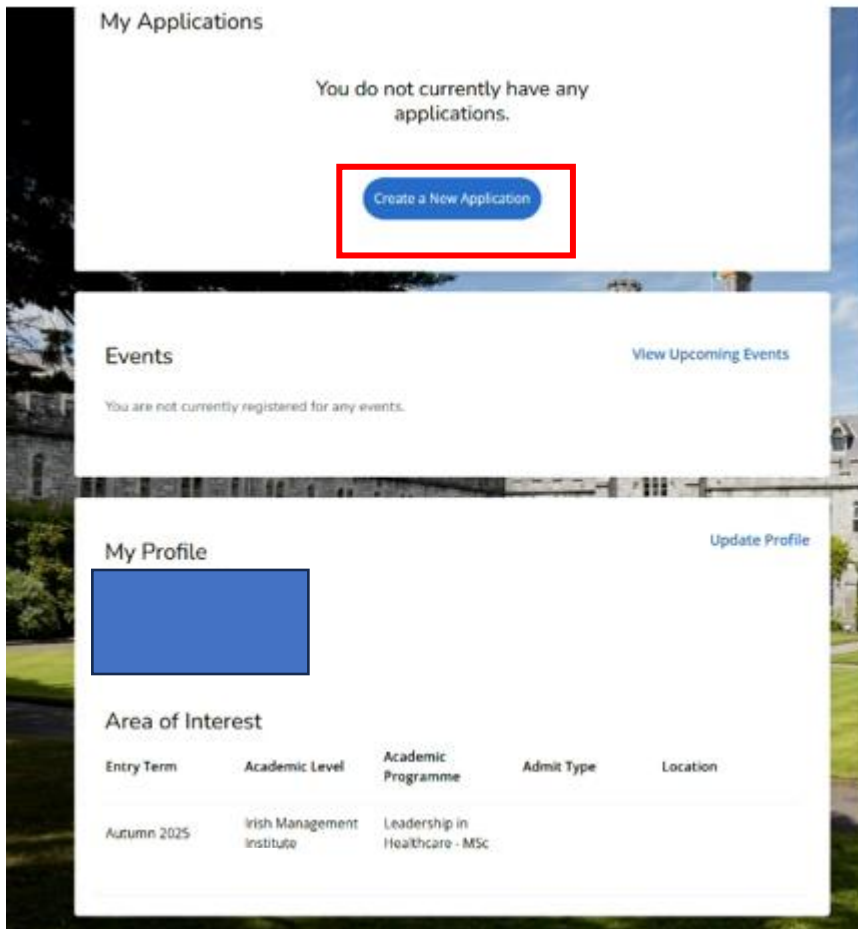 My Applications
You do not currently have any
applications.
Create a New Application
Events
View Upcoming Events
You are not currently registered for any events.
My Profile
Update Profile
Area of Interest
Entry Term
Academic Level
Academic
Programme
Admit Type
Location
Autumn 2025
Irish Management
Institute
Leadership in
Healthcare - MSc